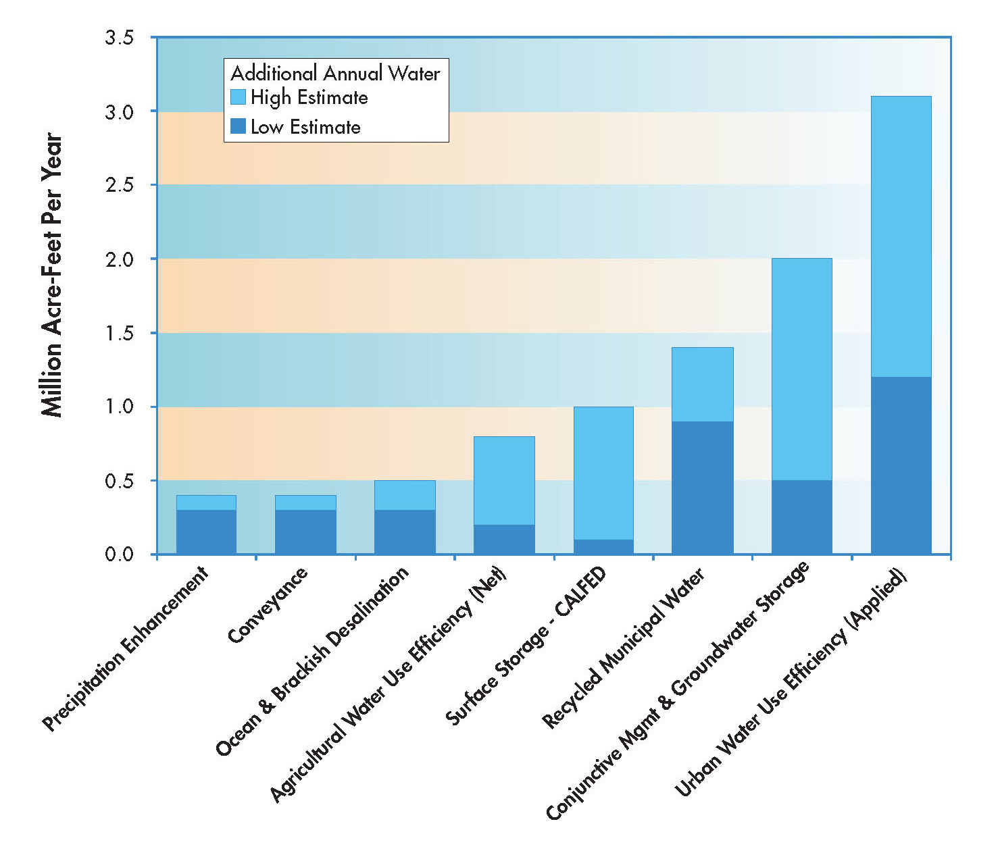 Million Acre-Feet Per Year
3.5
3.0
2.5
2.0
1.5
1.0
0.5
0.0
Additional Annual Water
High Estimate
Low Estimate
Precipitation Enhancement
Conveyance
Ocean & Brackish Desalination
Agricultural Water Use Efficiency (Net)
Surface Storage - CALFED
Recycled Municipal Water
Conjunctive Mgmt & Groundwater Storage
Urban Water Use Efficiency (Applied)